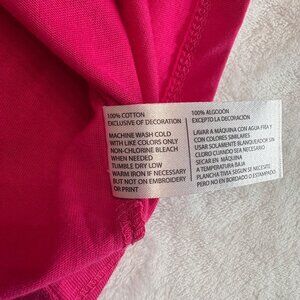 100% COTTON
EXCLUSIVE OF DECORATION
MACHINE WASH COLD
WITH LIKE COLORS ONLY
NON-CHLORINE BLEACH
WHEN NEEDED
TUMBLE DRY LOW
WARM IRON IF NECESSARY
BUT NOT ON EMBROIDERY
OR PRINT
100% ALGODÓN
EXCEPTO LA DECORACIÓN
LAVAR A MÁQUINA CON AGUA FRÍA Y
CON COLORES SIMILARES
USAR SOLAMENTE BLANQUEADOR SIN
CLORO CUANDO SEA NECESARIO
SECAR EN MÁQUINA
A TEMPERATURA BAJA
PLANCHA TIVIA SEGUN SE NECESITE
PERO NO EN BORDADO O ESTAMPADO